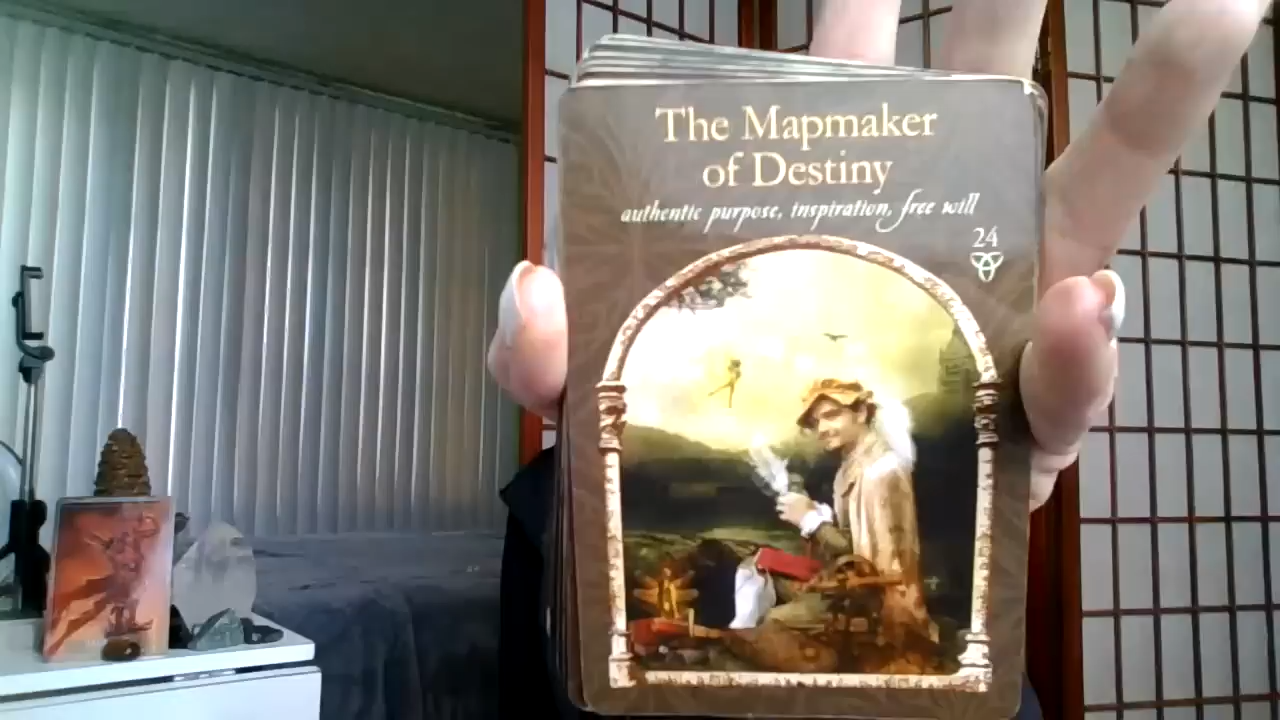 The Mapmaker
of Destiny
authentic purpose, inspiration, free will
24